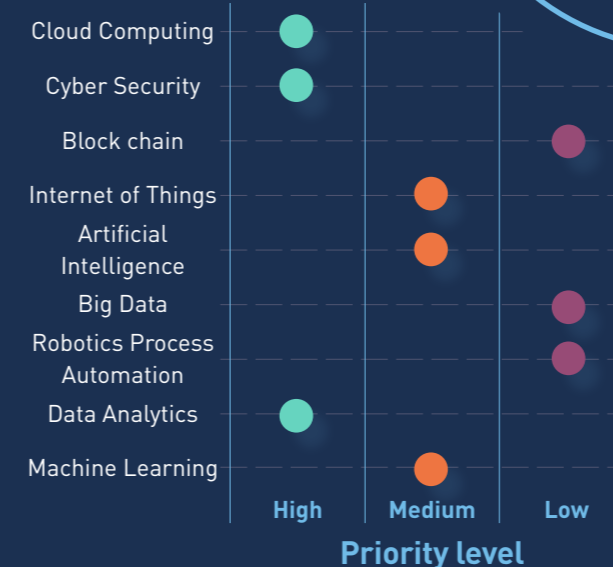 Cloud Computing
Cyber Security
Block chain
Internet of Things
Artificial
Intelligence
Big Data
Robotics Process
Automation
Data Analytics
Machine Learning
High
Medium
Low
Priority level